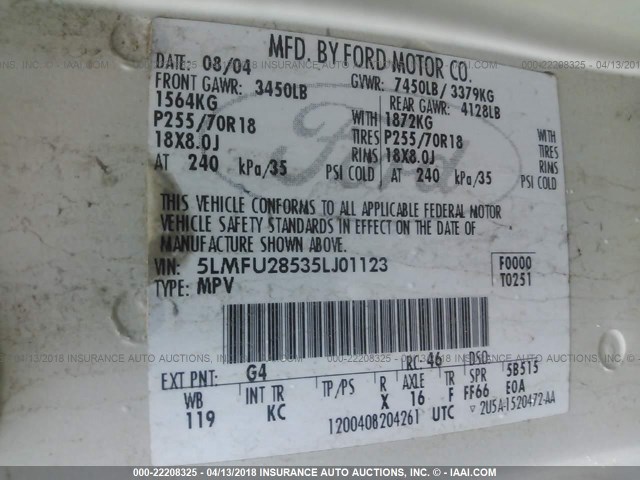 MFD. BY FORD MOTOR CO.
DATE: 08/04
GVWR: 7450LB / 3379KG
FRONT GAWR: 3450LB
REAR GAWR: 4128LB
1564KG WITH
1872KG WITH
P255/70R18 TIRES
P255/70R18 TIRES
18X8.0J RIMS
18X8.0J RIMS
AT 240 kPa/35 PSI COLD
AT 240 kPa/35 PSI COLD
Ford
THIS VEHICLE CONFORMS TO ALL APPLICABLE FEDERAL MOTOR
VEHICLE SAFETY STANDARDS IN EFFECT ON THE DATE OF
MANUFACTURE SHOWN ABOVE.
VIN: 5LMFU28535LJ01123
F0000
TYPE: MPV
T0251
EXT PNT: G4
RC: 46
DSO:
WB INT TR TP/PS R AXLE TR SPR 5B515
119 KC X 16 F FF66 E0A
1200408204261 UTC
▽ 2U5A-1520472-AA
000-22208325 - 04/13/2018 INSURANCE AUTO AUCTIONS, INC. © - IAAI.COM